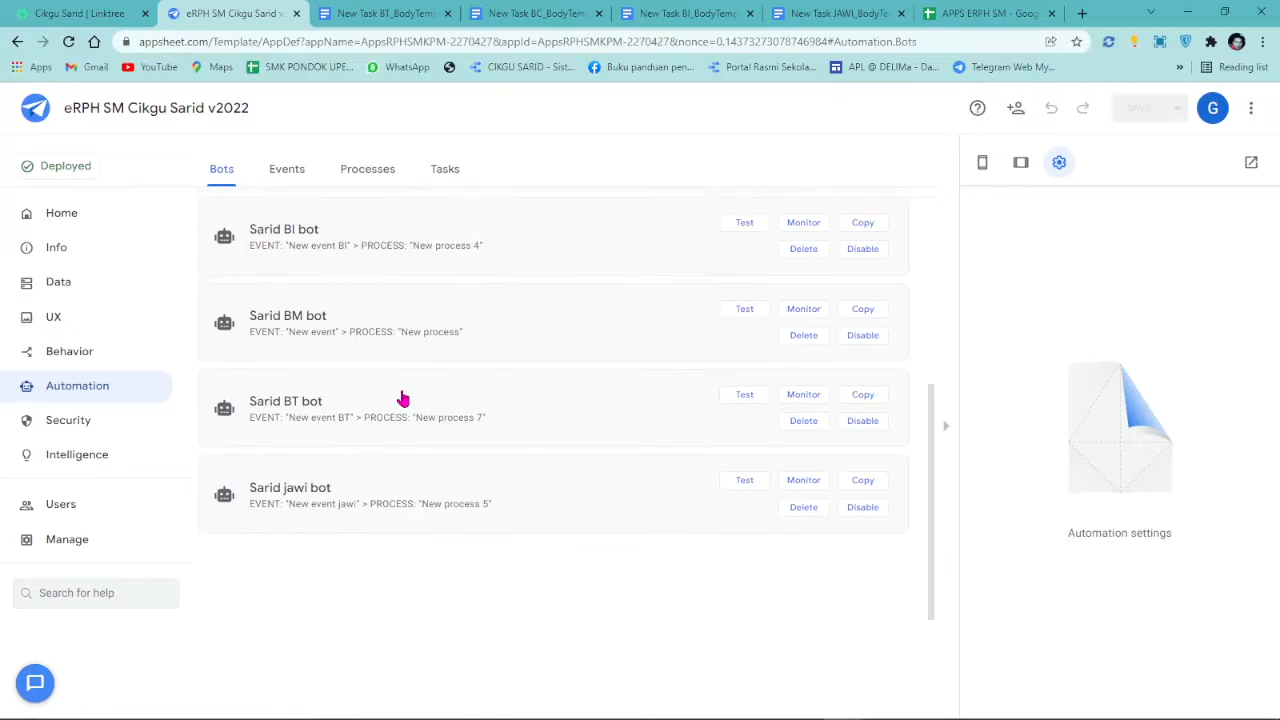 Cikgu Sarid | Linktree
eRPH SM Cikgu Sarid v
New Task BT_BodyTemp
New Task BC_BodyTemp
New Task BI_BodyTemp
New Task JAWI_BodyTe
APPS ERPH SM - Goog
appsheet.com/Template/AppDef?appName=AppsRPHSMKPM-2270427&appId=AppsRPHSMKPM-2270427&nonce=0.14373273078746984#Automation.Bots
Apps
Gmail
YouTube
Maps
SMK PONDOK UPE...
WhatsApp
CIKGU SARID - Sist...
Buku panduan pen...
Portal Rasmi Sekola...
APL @ DELIMa - Da...
Telegram Web My...
»
Reading list
eRPH SM Cikgu Sarid v2022
SAVE
G
Deployed
Bots
Events
Processes
Tasks
Home
Info
Data
UX
Behavior
Automation
Security
Intelligence
Users
Manage
Search for help
Sarid BI bot
EVENT: "New event BI" > PROCESS: "New process 4"
Test
Monitor
Copy
Delete
Disable
Sarid BM bot
EVENT: "New event" > PROCESS: "New process"
Test
Monitor
Copy
Delete
Disable
Sarid BT bot
EVENT: "New event BT" > PROCESS: "New process 7"
Test
Monitor
Copy
Delete
Disable
Sarid jawi bot
EVENT: "New event jawi" > PROCESS: "New process 5"
Test
Monitor
Copy
Delete
Disable
Automation settings